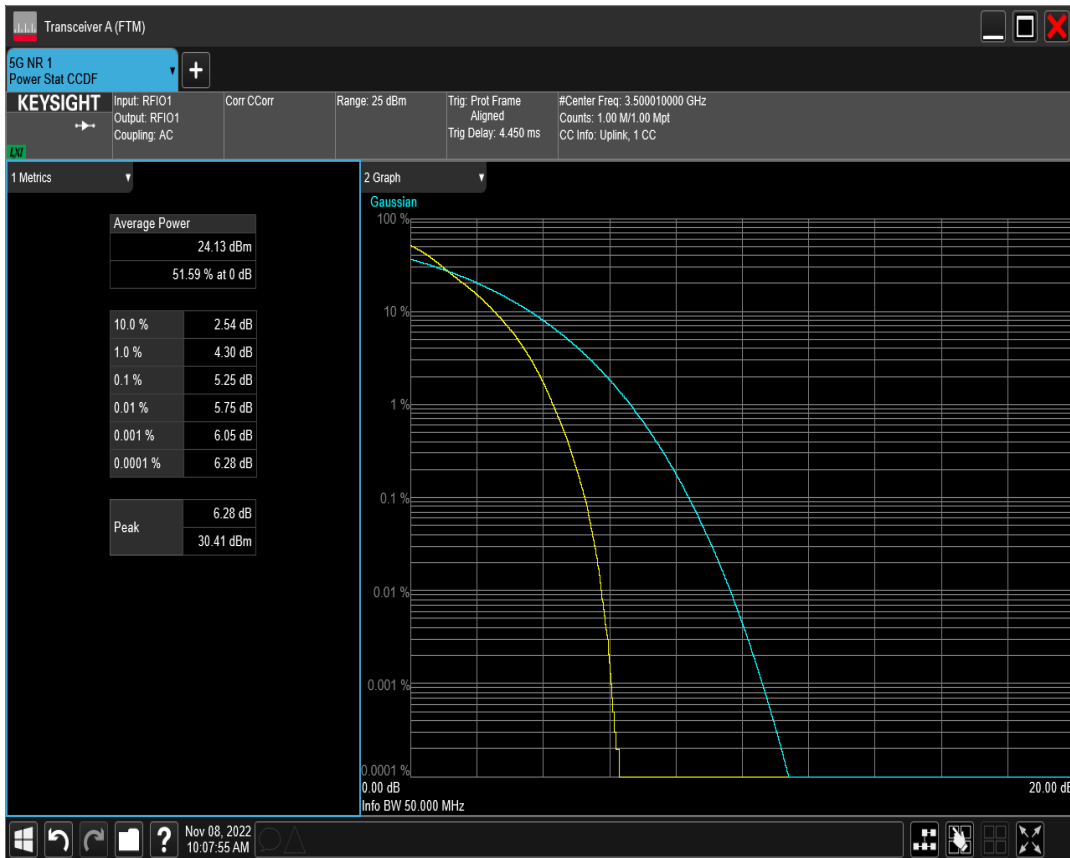 Transceiver A (FTM)
5G NR 1
Power Stat CCDF
+
KEYSIGHT
LXI
Input: RFIO1
Output: RFIO1
Coupling: AC
Corr CCorr
Range: 25 dBm
Trig: Prot Frame
Aligned
Trig Delay: 4.450 ms
#Center Freq: 3.500010000 GHz
Counts: 1.00 M/1.00 Mpt
CC Info: Uplink, 1 CC
1 Metrics
Average Power
24.13 dBm
51.59 % at 0 dB
10.0 % 2.54 dB
1.0 % 4.30 dB
0.1 % 5.25 dB
0.01 % 5.75 dB
0.001 % 6.05 dB
0.0001 % 6.28 dB
Peak
6.28 dB
30.41 dBm
2 Graph
Gaussian
100 %
10 %
1 %
0.1 %
0.01 %
0.001 %
0.0001 %
0.00 dB
20.00 dB
Info BW 50.000 MHz
?
Nov 08, 2022
10:07:55 AM